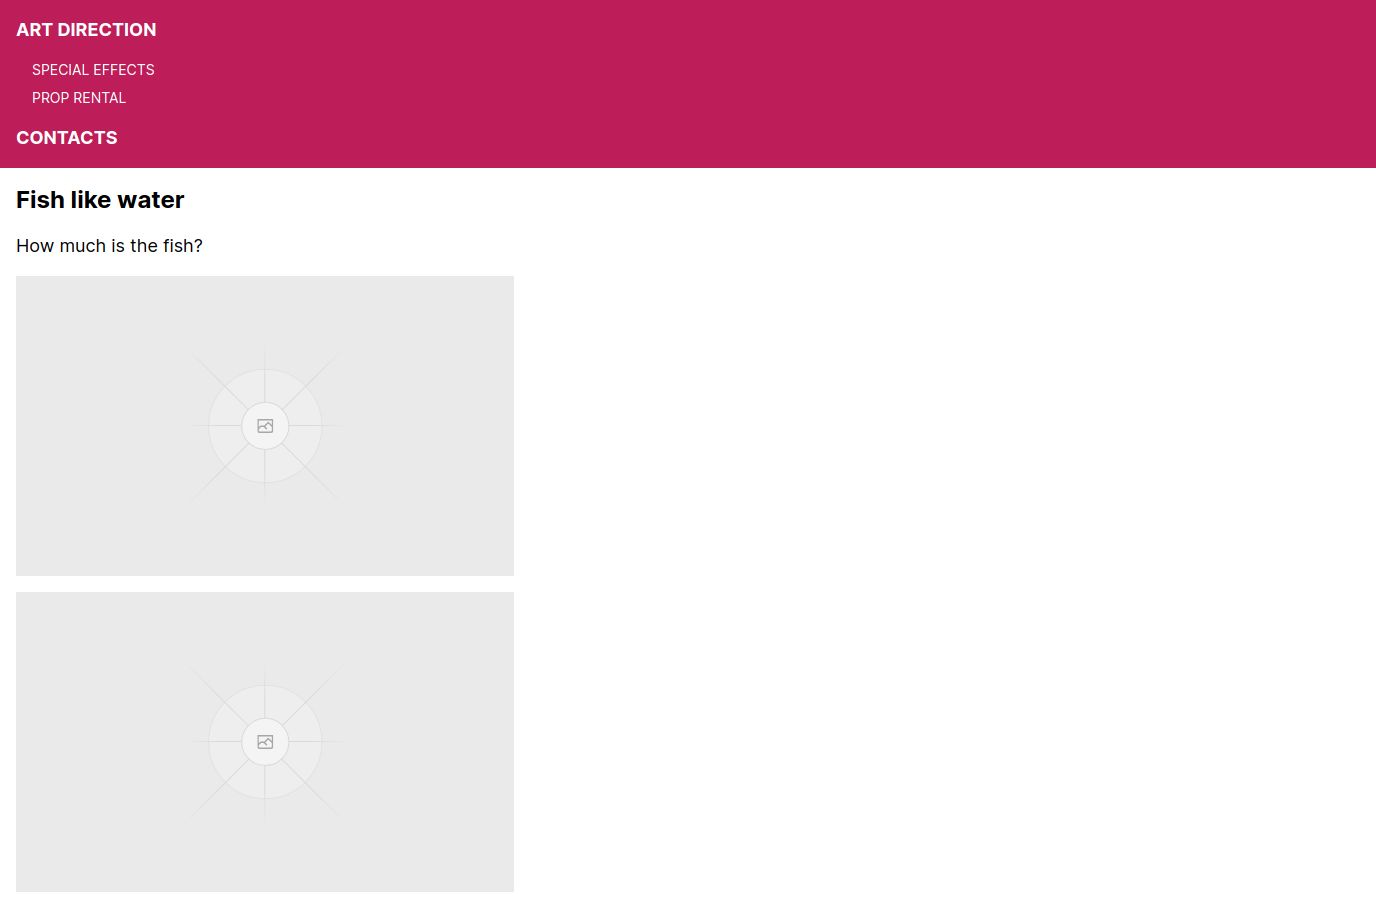 ART DIRECTION
SPECIAL EFFECTS
PROP RENTAL
CONTACTS
Fish like water
How much is the fish?